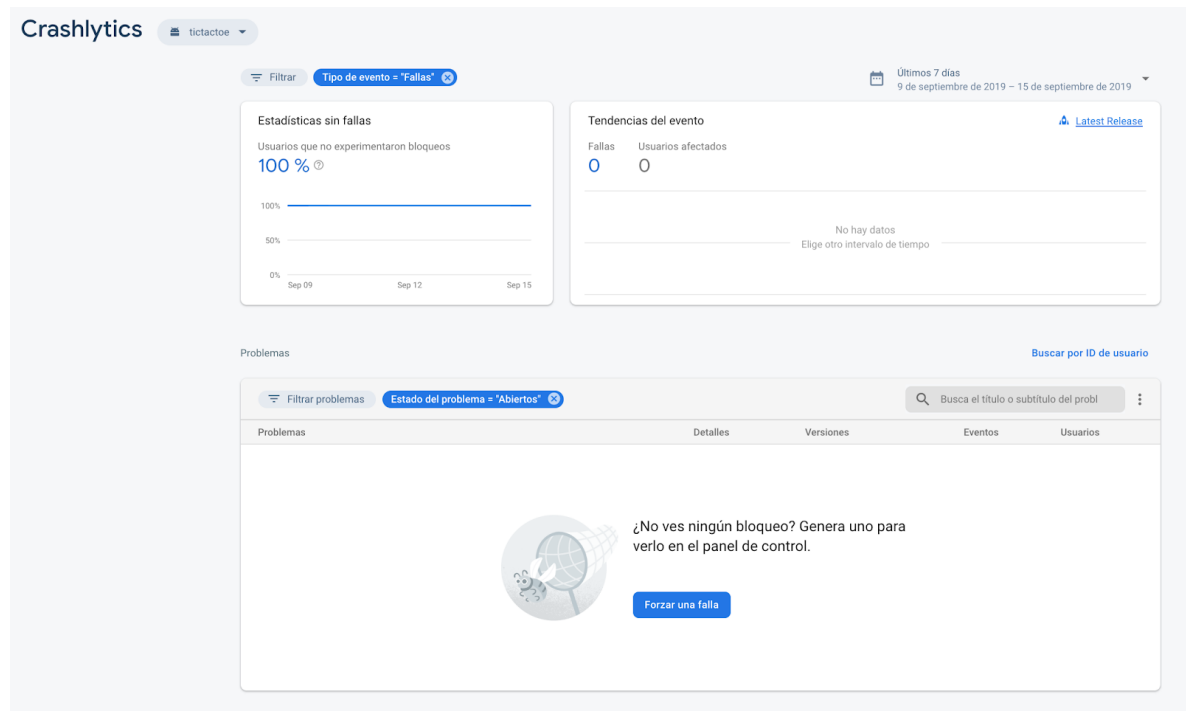 Crashlytics
tictactoe
Filtrar
Tipo de evento = "Fallas"
Últimos 7 días
9 de septiembre de 2019 – 15 de septiembre de 2019
Estadísticas sin fallas
Usuarios que no experimentaron bloqueos
100 %
100%
50%
0%
Sep 09 Sep 12 Sep 15
Tendencias del evento
Latest Release
Fallas Usuarios afectados
0 0
No hay datos
Elige otro intervalo de tiempo
Problemas
Buscar por ID de usuario
Filtrar problemas
Estado del problema = "Abiertos"
Busca el título o subtítulo del probl
Problemas Detalles Versiones Eventos Usuarios
¿No ves ningún bloqueo? Genera uno para
verlo en el panel de control.
Forzar una falla